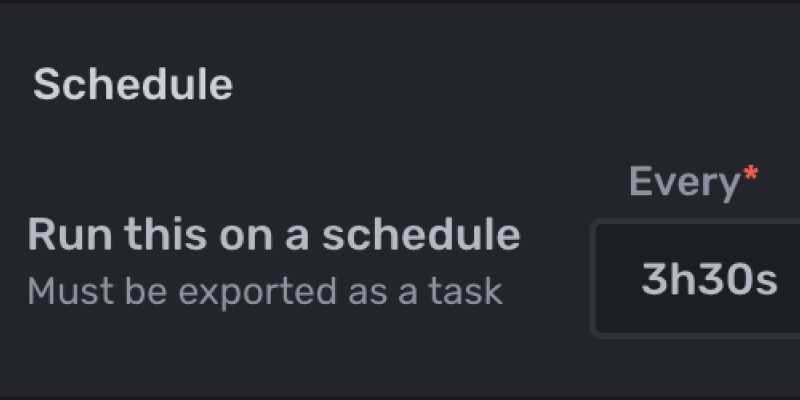 Schedule
Every*
Run this on a schedule
Must be exported as a task
3h30s